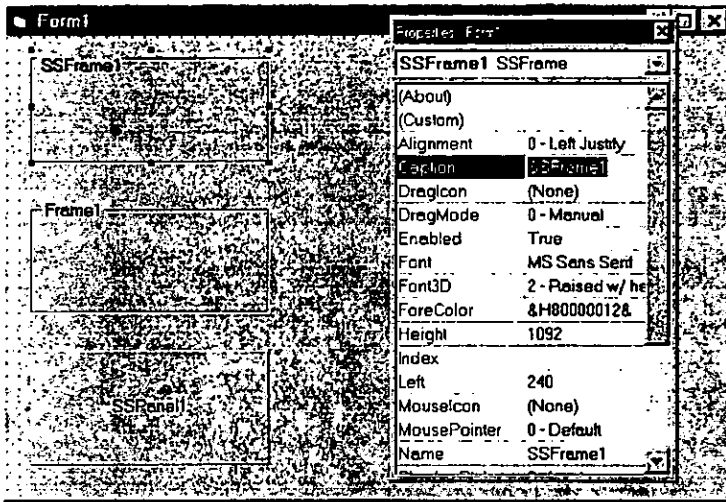 Form1
SSFrame1
Frame1
SSPanel1
Properties - Form1
SSFrame1 SSFrame
(About)
(Custom)
Alignment 0 - Left Justify
Caption SSFrame1
DragIcon (None)
DragMode 0 - Manual
Enabled True
Font MS Sans Serif
Font3D 2 - Raised w/ he
ForeColor &H80000012&
Height 1092
Index
Left 240
MouseIcon (None)
MousePointer 0 - Default
Name SSFrame1